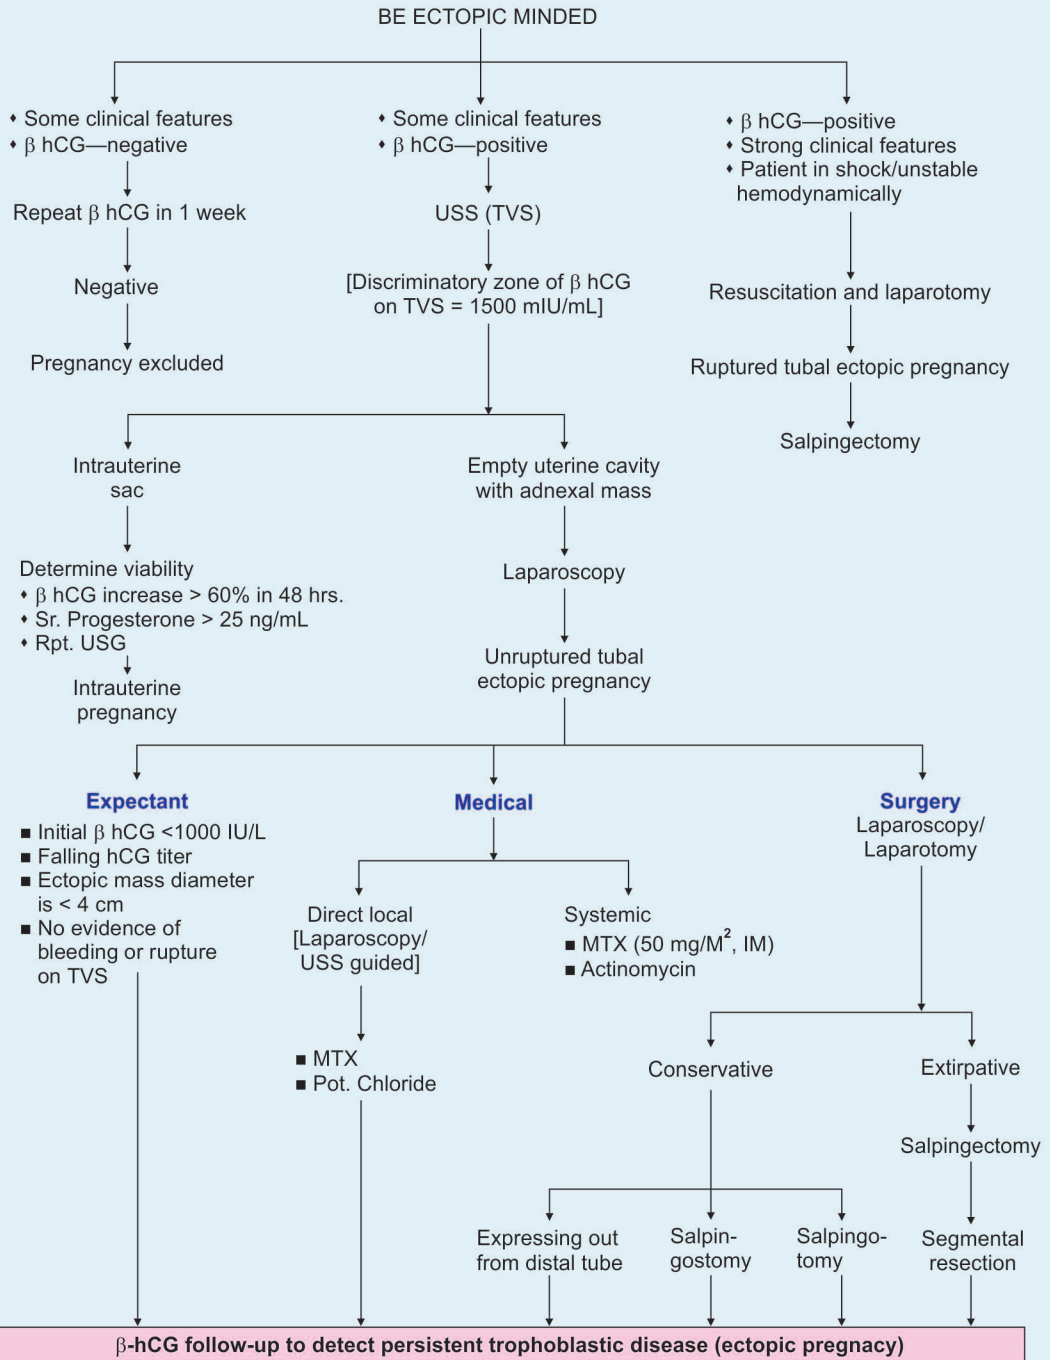 BE ECTOPIC MINDED
♦ Some clinical features
♦ β hCG—negative
Repeat β hCG in 1 week
Negative
Pregnancy excluded
♦ Some clinical features
♦ β hCG—positive
USS (TVS)
[Discriminatory zone of β hCG
on TVS = 1500 mIU/mL]
♦ β hCG—positive
♦ Strong clinical features
♦ Patient in shock/unstable
hemodynamically
Resuscitation and laparotomy
Ruptured tubal ectopic pregnancy
Salpingectomy
Intrauterine
sac
Determine viability
♦ β hCG increase > 60% in 48 hrs.
♦ Sr. Progesterone > 25 ng/mL
♦ Rpt. USG
Intrauterine
pregnancy
Empty uterine cavity
with adnexal mass
Laparoscopy
Unruptured tubal
ectopic pregnancy
Expectant
■ Initial β hCG <1000 IU/L
■ Falling hCG titer
■ Ectopic mass diameter
is < 4 cm
■ No evidence of
bleeding or rupture
on TVS
Medical
Direct local
[Laparoscopy/
USS guided]
■ MTX
■ Pot. Chloride
Systemic
■ MTX (50 mg/M², IM)
■ Actinomycin
Surgery
Laparoscopy/
Laparotomy
Conservative
Expressing out
from distal tube
Salpin-
gostomy
Salpingo-
tomy
Extirpative
Salpingectomy
Segmental
resection
β-hCG follow-up to detect persistent trophoblastic disease (ectopic pregnacy)